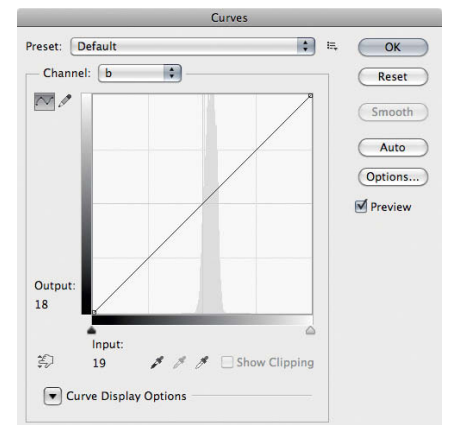 Curves
Preset: Default
OK
Channel: b
Reset
Smooth
Auto
Options...
Preview
Output:
18
Input:
19
Show Clipping
Curve Display Options